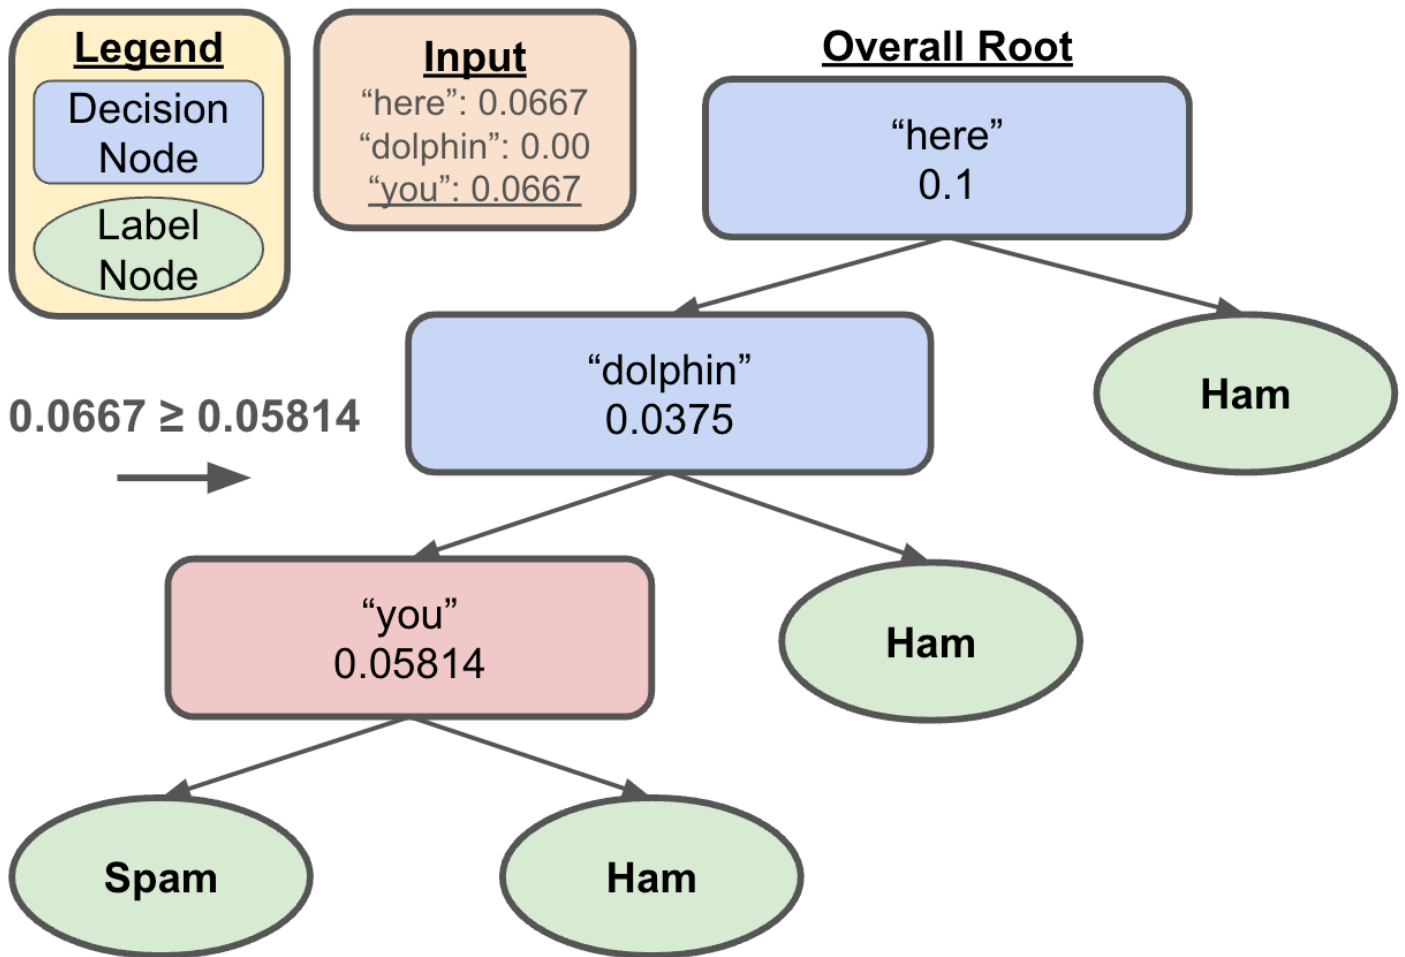 Legend
Decision
Node
Label
Node
Input
“here”: 0.0667
“dolphin”: 0.00
“you”: 0.0667
Overall Root
“here”
0.1
“dolphin”
0.0375
Ham
0.0667 ≥ 0.05814
“you”
0.05814
Ham
Spam
Ham